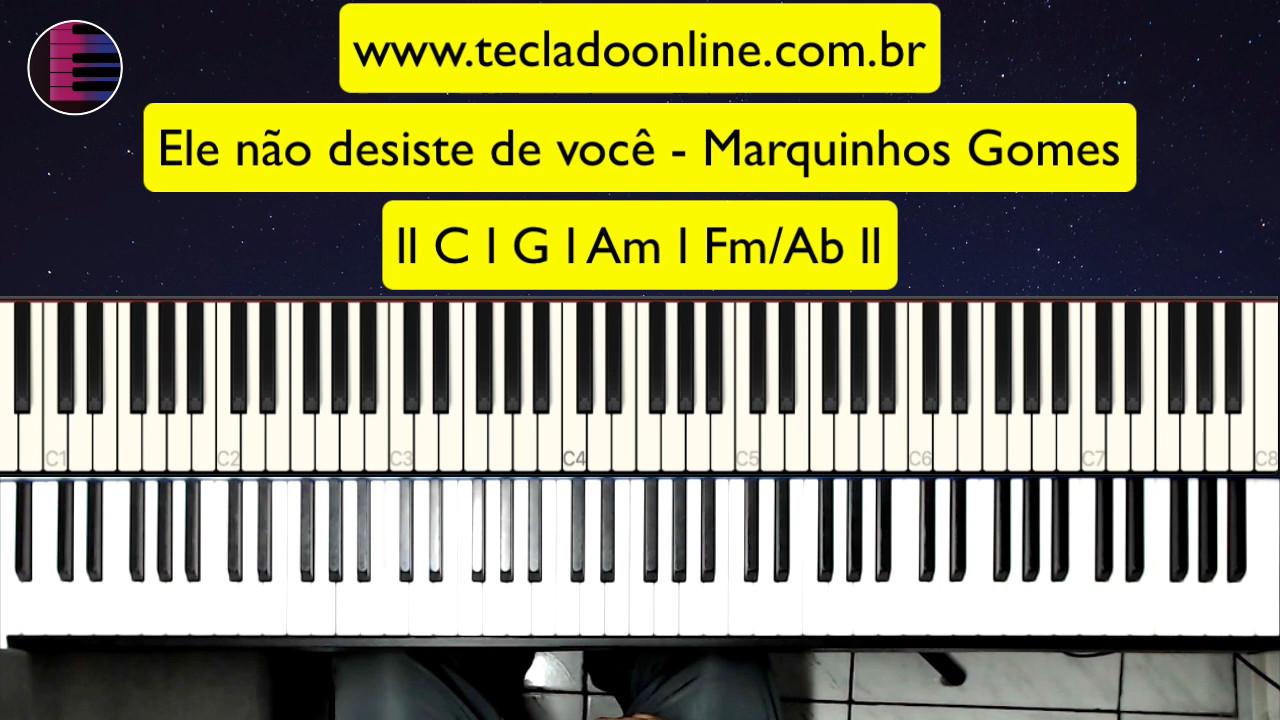 www.tecladoonline.com.br
Ele não desiste de você - Marquinhos Gomes
ll C l G l Am l Fm/Ab ll
C1 C2 C3 C4 C5 C6 C7 C8